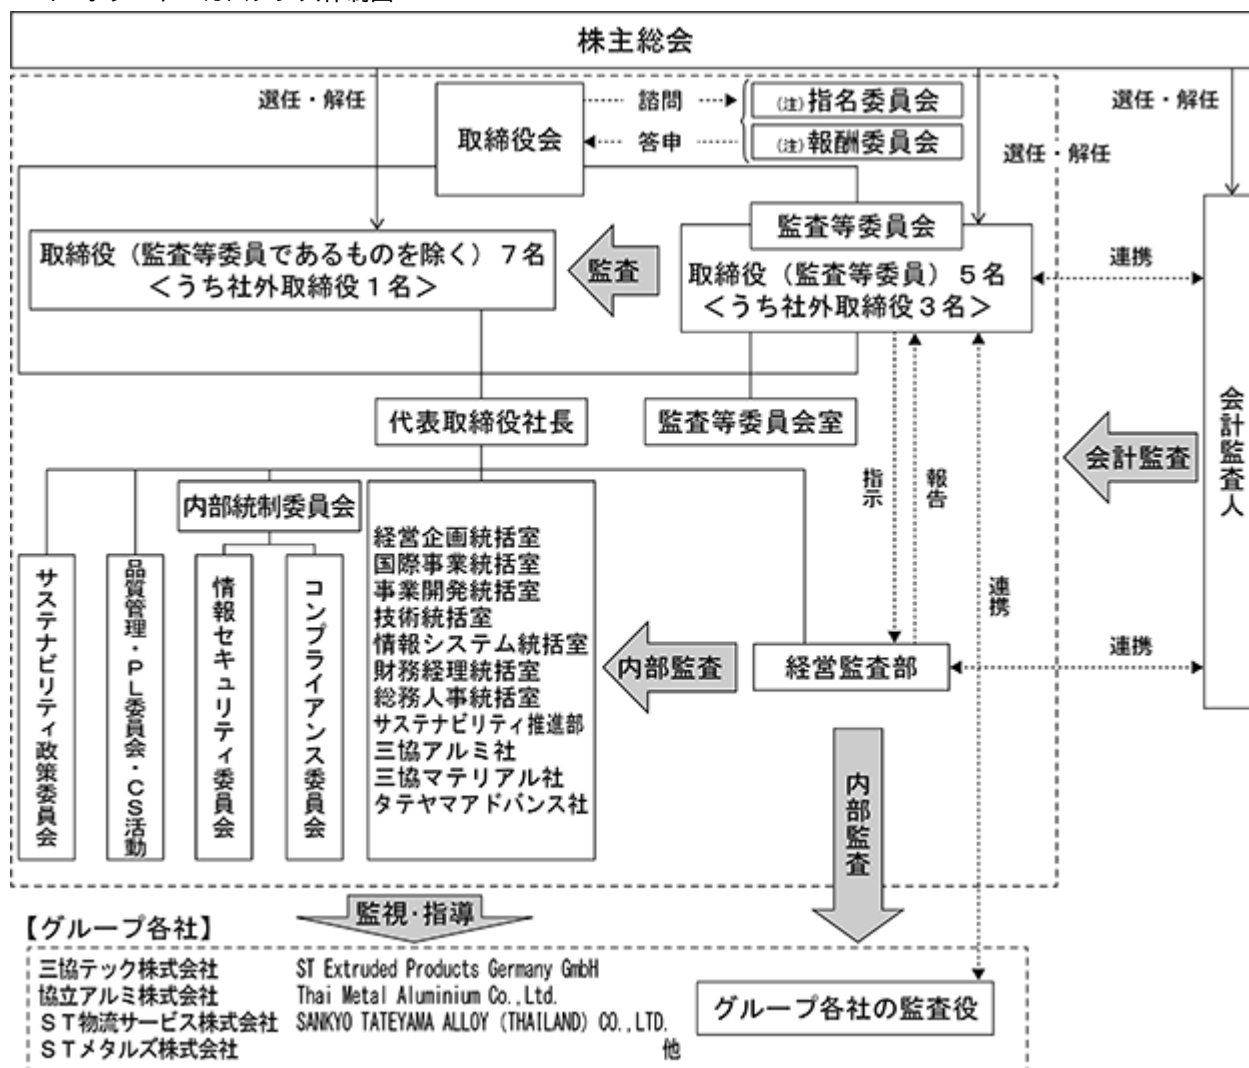 株主総会
選任・解任
取締役会
諮問
答申
(注)指名委員会
(注)報酬委員会
選任・解任
選任・解任
取締役（監査等委員であるものを除く）７名
＜うち社外取締役１名＞
監査
監査等委員会
取締役（監査等委員）５名
＜うち社外取締役３名＞
連携
代表取締役社長
監査等委員会室
会計監査
会計監査人
指示
報告
連携
内部統制委員会
サステナビリティ政策委員会
品質管理・ＰＬ委員会・ＣＳ活動
情報セキュリティ委員会
コンプライアンス委員会
経営企画統括室
国際事業統括室
事業開発統括室
技術統括室
情報システム統括室
財務経理統括室
総務人事統括室
サステナビリティ推進部
三協アルミ社
三協マテリアル社
タテヤマアドバンス社
内部監査
経営監査部
連携
内部監査
監視・指導
【グループ各社】
三協テック株式会社
協立アルミ株式会社
ＳＴ物流サービス株式会社
ＳＴメタルズ株式会社
ST Extruded Products Germany GmbH
Thai Metal Aluminium Co.,Ltd.
SANKYO TATEYAMA ALLOY (THAILAND) CO.,LTD.
他
グループ各社の監査役